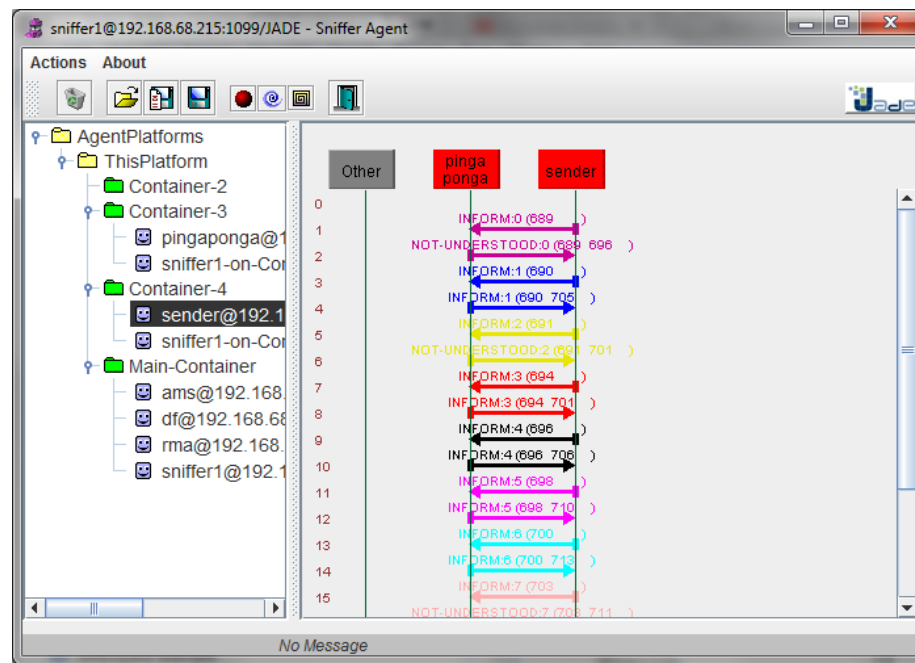 sniffer1@192.168.68.215:1099/JADE - Sniffer Agent
Actions About
Jade
AgentPlatforms
ThisPlatform
Container-2
Container-3
pingaponga@1
sniffer1-on-Cor
Container-4
sender@192.1
sniffer1-on-Cor
Main-Container
ams@192.168.
df@192.168.68
rma@192.168.
sniffer1@192.1
Other
pinga
ponga
sender
0
INFORM:0 (689 )
1
NOT-UNDERSTOOD:0 (689 696 )
2
INFORM:1 (690 )
3
INFORM:1 (690 705 )
4
INFORM:2 (691 )
5
NOT-UNDERSTOOD:2 (691 701 )
6
INFORM:3 (694 )
7
INFORM:3 (694 701 )
8
INFORM:4 (696 )
9
INFORM:4 (696 706 )
10
INFORM:5 (698 )
11
INFORM:5 (698 710 )
12
INFORM:6 (700 )
13
INFORM:6 (700 713 )
14
INFORM:7 (703 )
15
NOT-UNDERSTOOD:7 (703 711 )
No Message